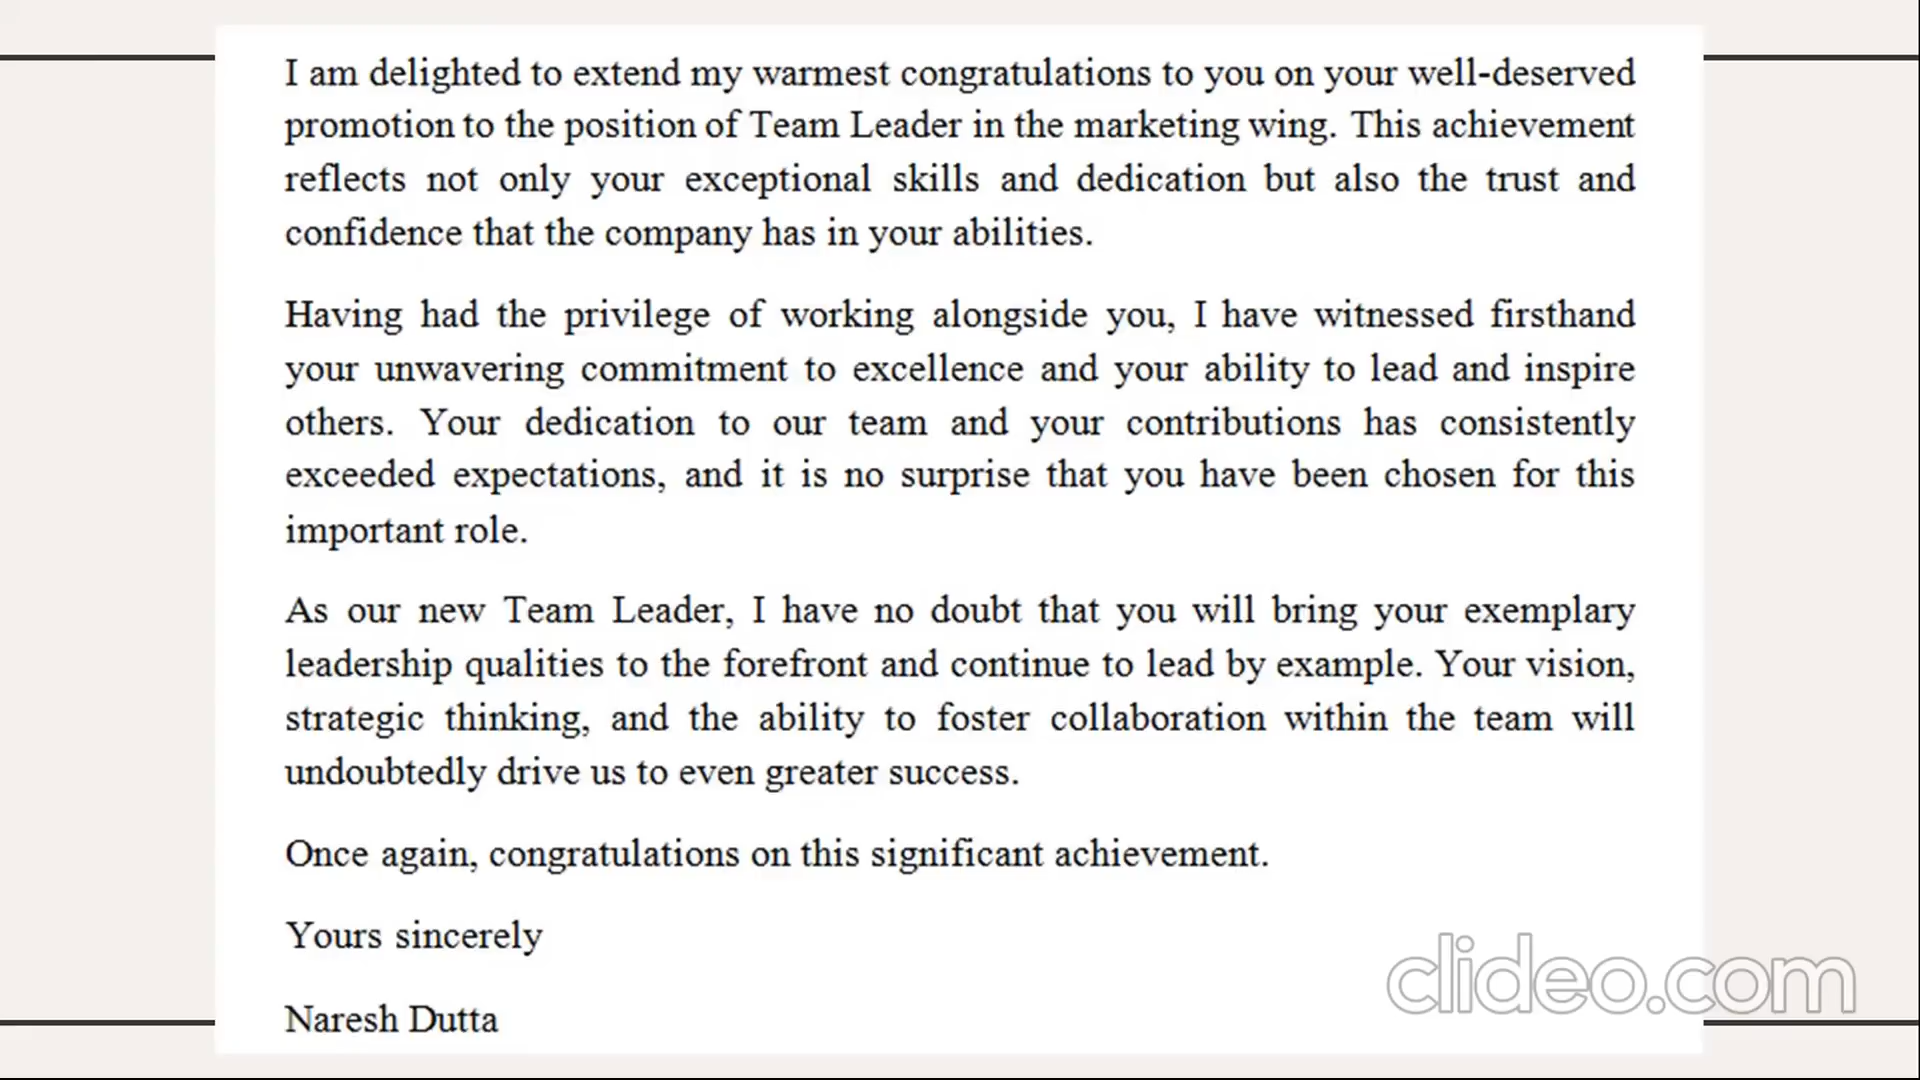 I am delighted to extend my warmest congratulations to you on your well-deserved
promotion to the position of Team Leader in the marketing wing. This achievement
reflects not only your exceptional skills and dedication but also the trust and
confidence that the company has in your abilities.
Having had the privilege of working alongside you, I have witnessed firsthand
your unwavering commitment to excellence and your ability to lead and inspire
others. Your dedication to our team and your contributions has consistently
exceeded expectations, and it is no surprise that you have been chosen for this
important role.
As our new Team Leader, I have no doubt that you will bring your exemplary
leadership qualities to the forefront and continue to lead by example. Your vision,
strategic thinking, and the ability to foster collaboration within the team will
undoubtedly drive us to even greater success.
Once again, congratulations on this significant achievement.
Yours sincerely
Naresh Dutta
clideo.com